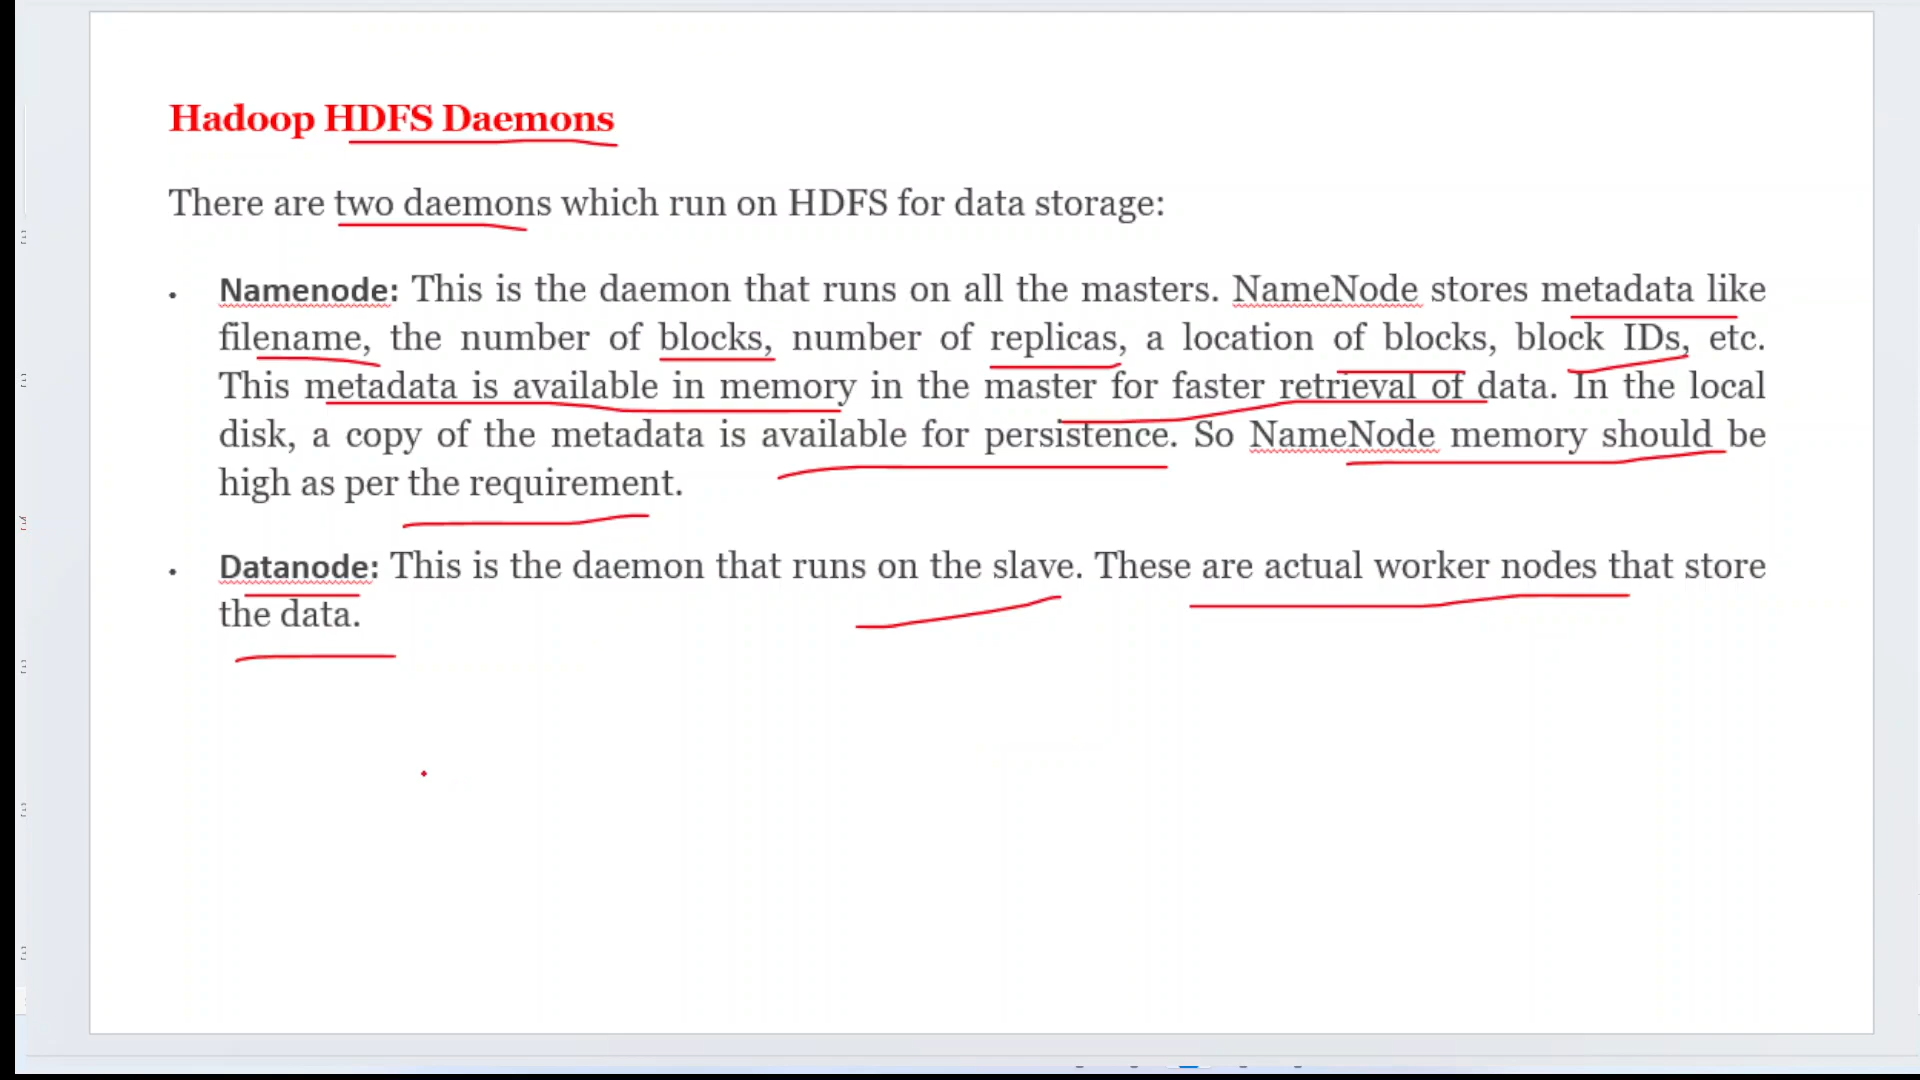 Hadoop HDFS Daemons
There are two daemons which run on HDFS for data storage:
• Namenode: This is the daemon that runs on all the masters. NameNode stores metadata like
filename, the number of blocks, number of replicas, a location of blocks, block IDs, etc.
This metadata is available in memory in the master for faster retrieval of data. In the local
disk, a copy of the metadata is available for persistence. So NameNode memory should be
high as per the requirement.
• Datanode: This is the daemon that runs on the slave. These are actual worker nodes that store
the data.